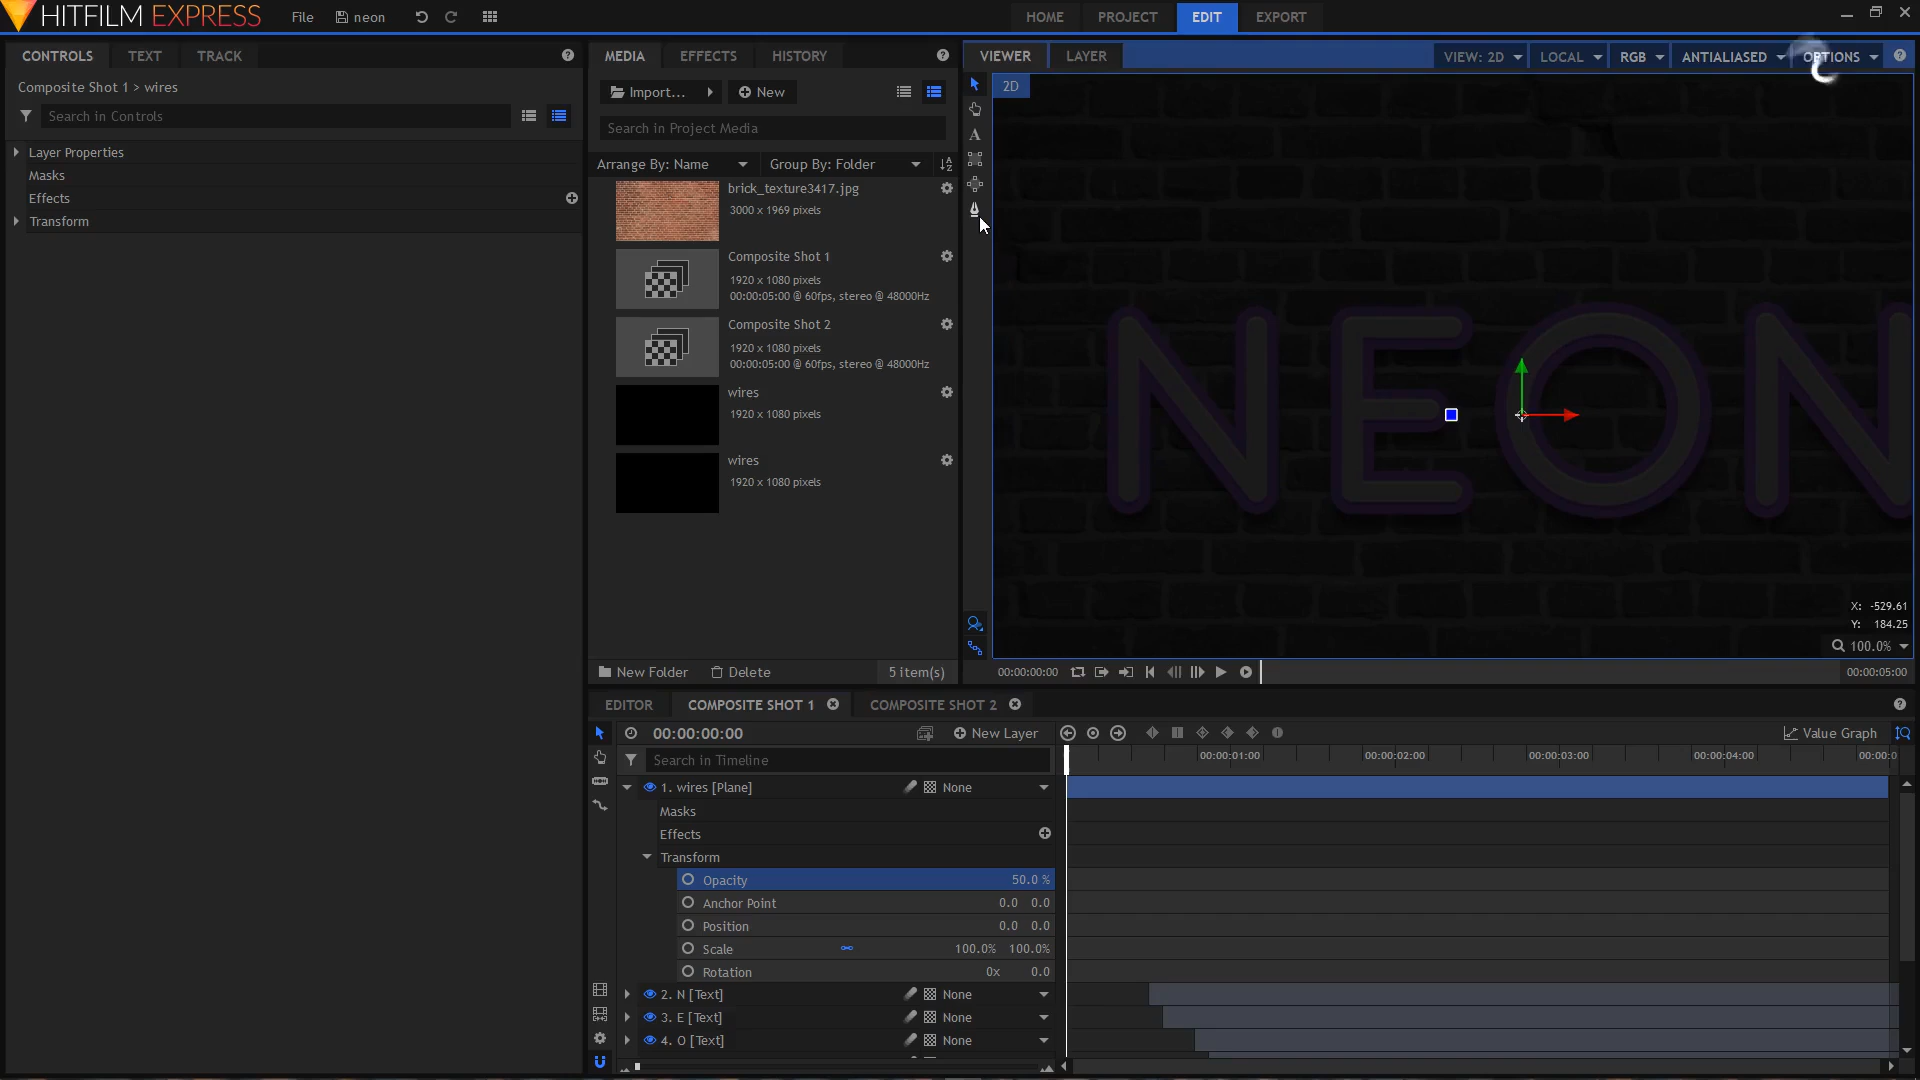 HITFILM EXPRESS
File
neon
HOME
PROJECT
EDIT
EXPORT
CONTROLS
TEXT
TRACK
Composite Shot 1 > wires
Search in Controls
Layer Properties
Masks
Effects
Transform
MEDIA
EFFECTS
HISTORY
Import...
New
Search in Project Media
Arrange By: Name
Group By: Folder
brick_texture3417.jpg
3000 x 1969 pixels
Composite Shot 1
1920 x 1080 pixels
00:00:05:00 @ 60fps, stereo @ 48000Hz
Composite Shot 2
1920 x 1080 pixels
00:00:05:00 @ 60fps, stereo @ 48000Hz
wires
1920 x 1080 pixels
wires
1920 x 1080 pixels
New Folder
Delete
5 item(s)
VIEWER
LAYER
VIEW: 2D
LOCAL
RGB
ANTIALIASED
OPTIONS
2D
NEON
X: -529.61
Y: 184.25
100.0%
00:00:00:00
00:00:05:00
EDITOR
COMPOSITE SHOT 1
COMPOSITE SHOT 2
00:00:00:00
New Layer
Value Graph
Search in Timeline
00:00:01:00
00:00:02:00
00:00:03:00
00:00:04:00
00:00:0
1. wires [Plane]
None
Masks
Effects
Transform
Opacity 50.0 %
Anchor Point 0.0 0.0
Position 0.0 0.0
Scale 100.0% 100.0%
Rotation 0x 0.0
2. N [Text]
None
3. E [Text]
None
4. O [Text]
None